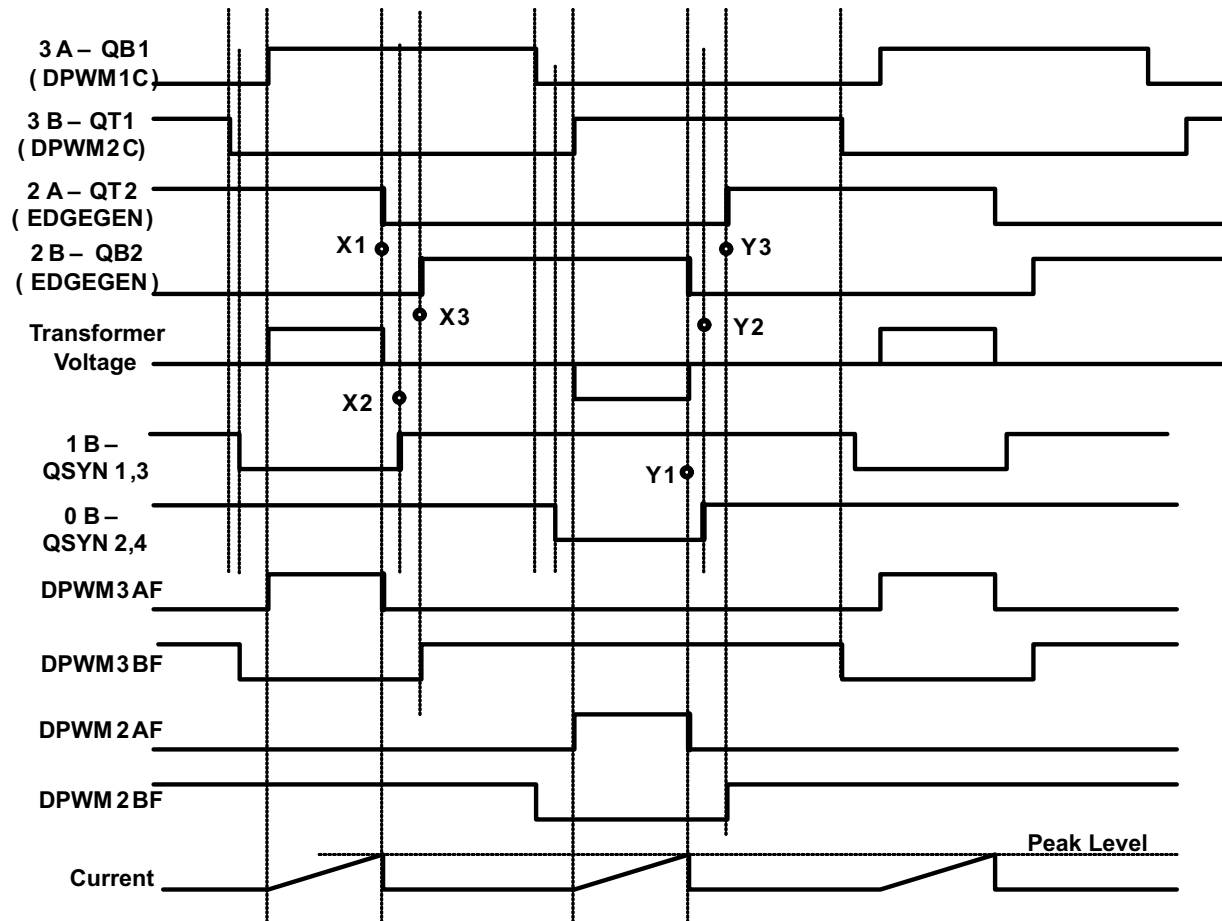 3 A – QB1
( DPWM1C)
3 B – QT1
( DPWM2C)
2 A – QT2
( EDGEGEN)
X1
Y3
2 B – QB2
( EDGEGEN)
X3
Y2
Transformer
Voltage
X2
1 B –
QSYN 1,3
Y1
0 B –
QSYN 2,4
DPWM3AF
DPWM3BF
DPWM2AF
DPWM2BF
Peak Level
Current